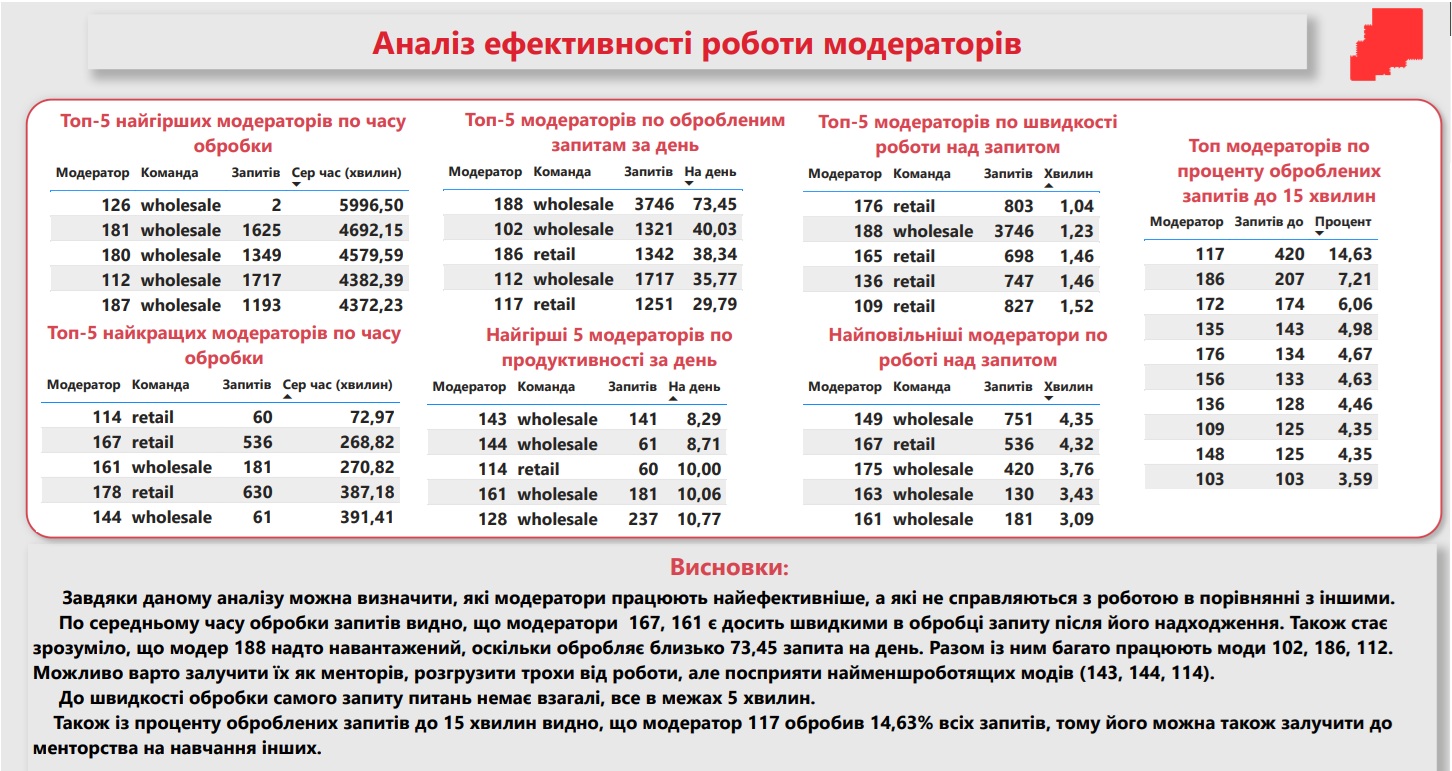 Аналіз ефективності роботи модераторів
Топ-5 найгірших модераторів по часу
обробки
Модератор Команда Запитів Сер час (хвилин)
126 wholesale 2 5996,50
181 wholesale 1625 4692,15
180 wholesale 1349 4579,59
112 wholesale 1717 4382,39
187 wholesale 1193 4372,23
Топ-5 найкращих модераторів по часу
обробки
Модератор Команда Запитів Сер час (хвилин)
114 retail 60 72,97
167 retail 536 268,82
161 wholesale 181 270,82
178 retail 630 387,18
144 wholesale 61 391,41
Топ-5 модераторів по обробленим
запитам за день
Модератор Команда Запитів На день
188 wholesale 3746 73,45
102 wholesale 1321 40,03
186 retail 1342 38,34
112 wholesale 1717 35,77
117 retail 1251 29,79
Найгірші 5 модераторів по
продуктивності за день
Модератор Команда Запитів На день
143 wholesale 141 8,29
144 wholesale 61 8,71
114 retail 60 10,00
161 wholesale 181 10,06
128 wholesale 237 10,77
Топ-5 модераторів по швидкості
роботи над запитом
Модератор Команда Запитів Хвилин
176 retail 803 1,04
188 wholesale 3746 1,23
165 retail 698 1,46
136 retail 747 1,46
109 retail 827 1,52
Найповільніші модератори по
роботі над запитом
Модератор Команда Запитів Хвилин
149 wholesale 751 4,35
167 retail 536 4,32
175 wholesale 420 3,76
163 wholesale 130 3,43
161 wholesale 181 3,09
Топ модераторів по
проценту оброблених
запитів до 15 хвилин
Модератор Запитів до Процент
117 420 14,63
186 207 7,21
172 174 6,06
135 143 4,98
176 134 4,67
156 133 4,63
136 128 4,46
109 125 4,35
148 125 4,35
103 103 3,59
Висновки:
Завдяки даному аналізу можна визначити, які модератори працюють найефективніше, а які не справляються з роботою в порівнянні з іншими.
По середньому часу обробки запитів видно, що модератори 167, 161 є досить швидкими в обробці запиту після його надходження. Також стає
зрозуміло, що модер 188 надто навантажений, оскільки обробляє близько 73,45 запита на день. Разом із ним багато працюють моди 102, 186, 112.
Можливо варто залучити їх як менторів, розгрузити трохи від роботи, але посприяти найменшроботящих модів (143, 144, 114).
До швидкості обробки самого запиту питань немає взагалі, все в межах 5 хвилин.
Також із проценту оброблених запитів до 15 хвилин видно, що модератор 117 обробив 14,63% всіх запитів, тому його можна також залучити до
менторства на навчання інших.